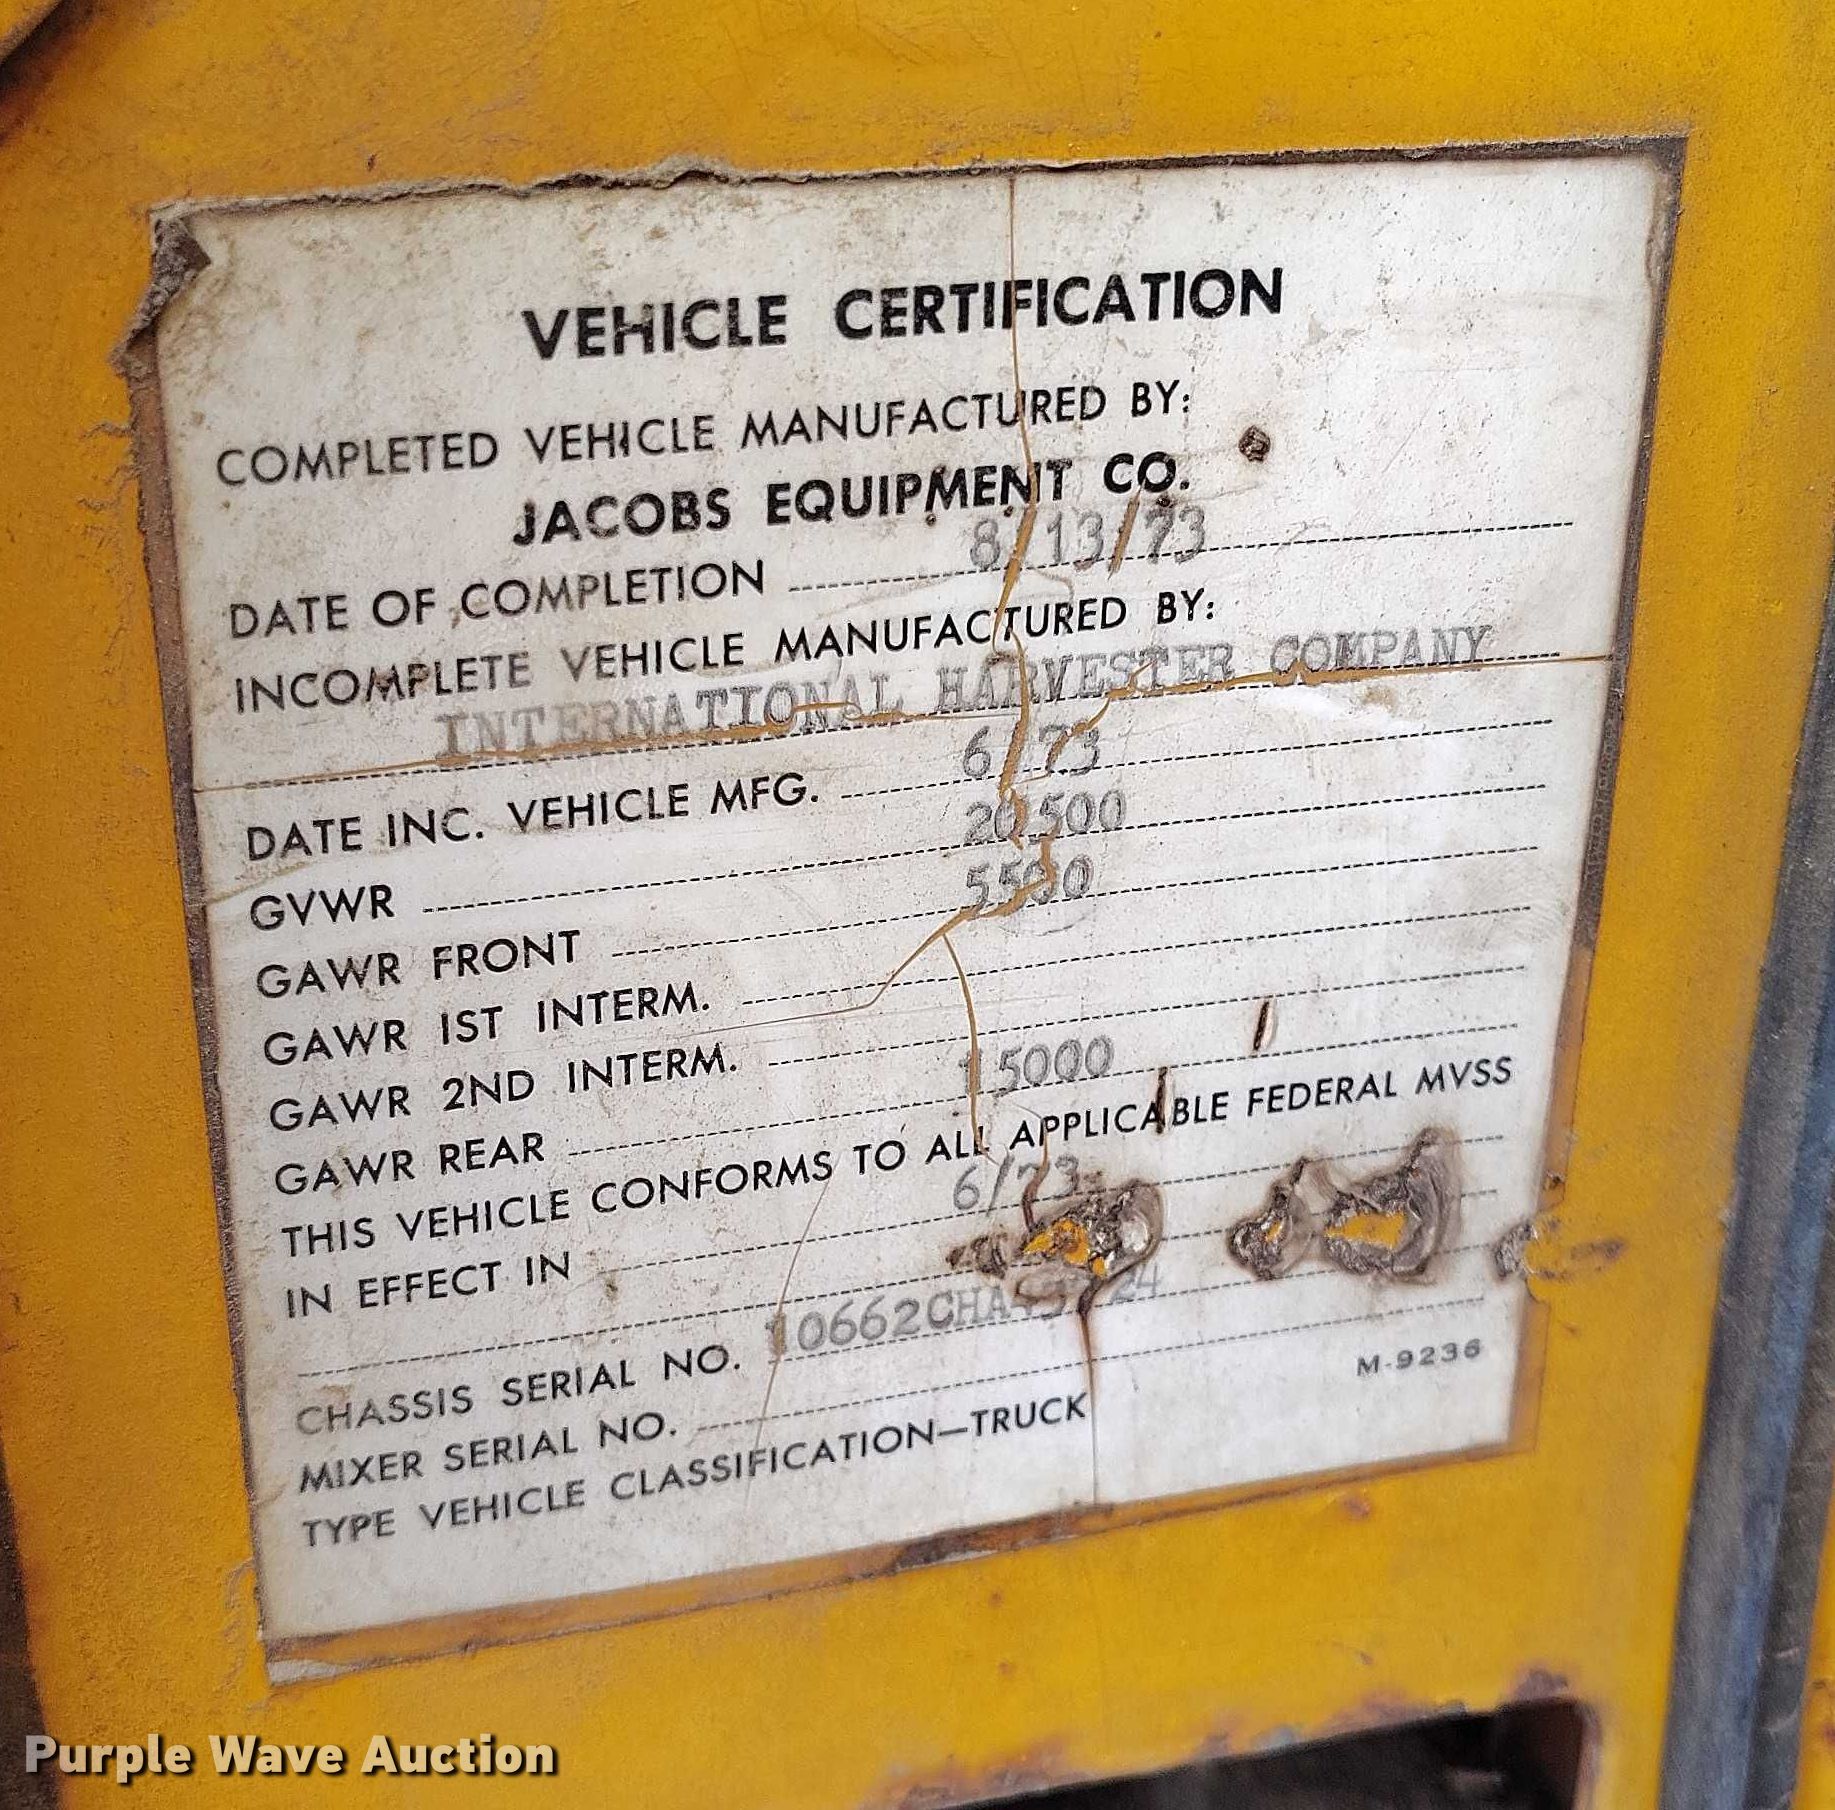 VEHICLE CERTIFICATION
COMPLETED VEHICLE MANUFACTURED BY:
JACOBS EQUIPMENT CO.
DATE OF COMPLETION 8/13/73
INCOMPLETE VEHICLE MANUFACTURED BY:
INTERNATIONAL HARVESTER COMPANY
DATE INC. VEHICLE MFG. 6/73
GVWR 20,500
GAWR FRONT
GAWR 1ST INTERM.
GAWR 2ND INTERM.
GAWR REAR 15000
THIS VEHICLE CONFORMS TO ALL APPLICABLE FEDERAL MVSS
IN EFFECT IN 6/73
CHASSIS SERIAL NO.
MIXER SERIAL NO.
TYPE VEHICLE CLASSIFICATION—TRUCK
M-9236
Purple Wave Auction